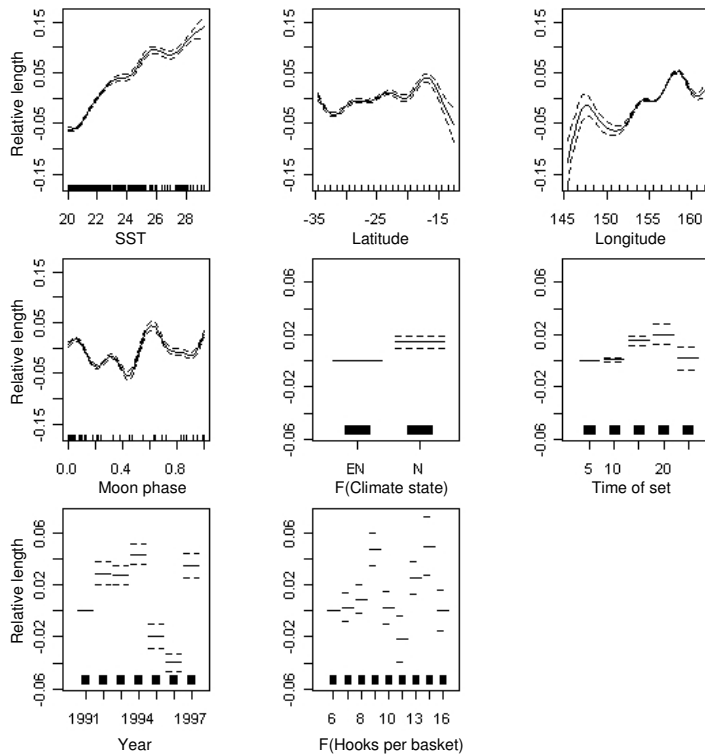 Relative length
0.15
0.05
-0.05
-0.15
20 22 24 26 28
SST
0.15
0.05
-0.05
-0.15
-35 -25 -15
Latitude
0.15
0.05
-0.05
-0.15
145 150 155 160
Longitude
Relative length
0.15
0.05
-0.05
-0.15
0.0 0.4 0.8
Moon phase
0.06
0.02
-0.02
-0.06
EN N
F(Climate state)
0.06
0.02
-0.02
-0.06
5 10 20
Time of set
Relative length
0.06
0.02
-0.02
-0.06
1991 1994 1997
Year
0.06
0.02
-0.02
-0.06
6 8 10 13 16
F(Hooks per basket)